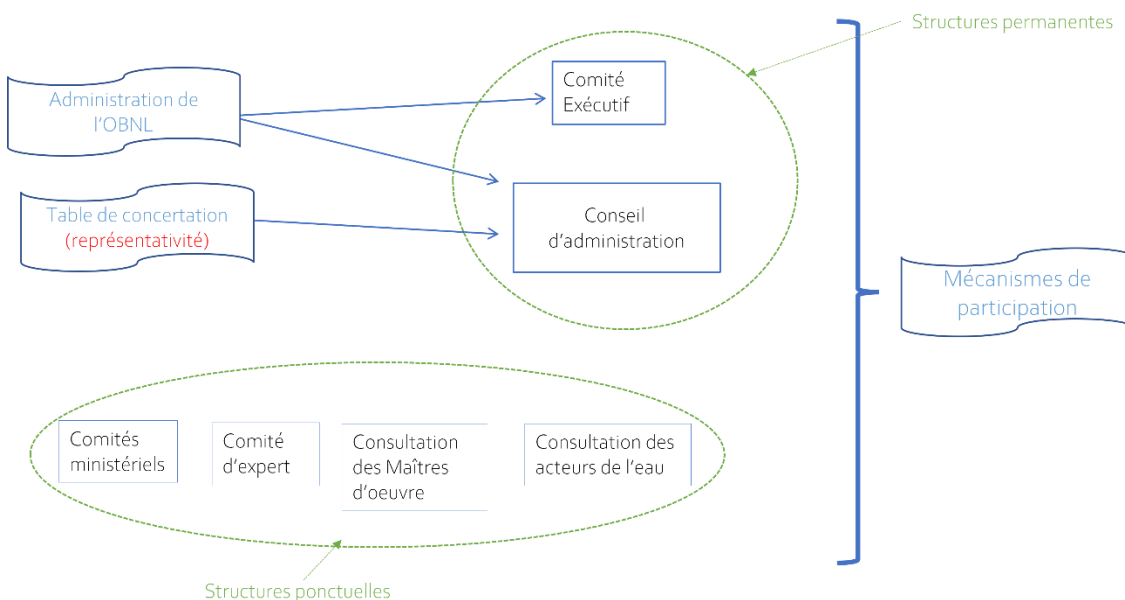 Structures permanentes
Comité
Exécutif
Administration de
l'OBNL
Table de concertation
(représentativité)
Conseil
d'administration
Mécanismes de
participation
Comités
ministériels
Comité
d'expert
Consultation
des Maîtres
d'oeuvre
Consultation des
acteurs de l'eau
Structures ponctuelles